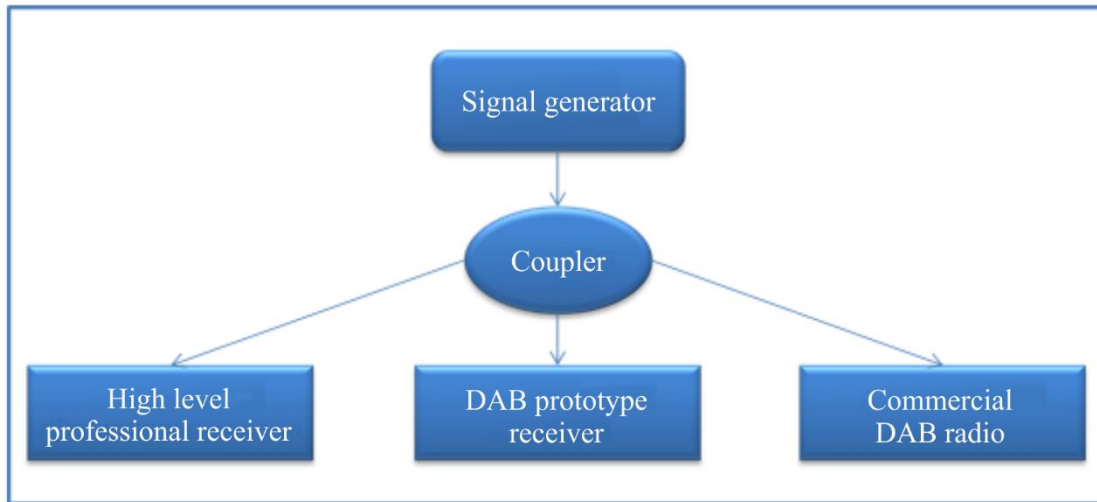 Signal generator
Coupler
High level
professional receiver
DAB prototype
receiver
Commercial
DAB radio